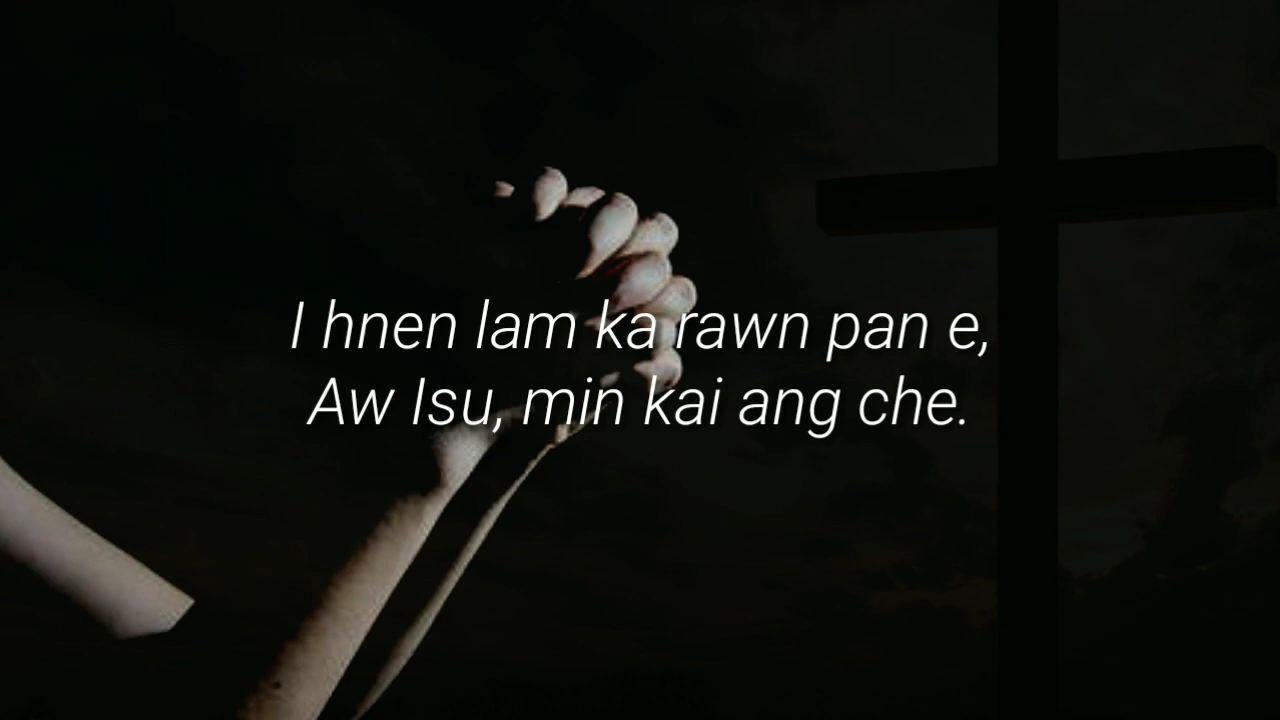 I hnen lam ka rawn pan e,
Aw Isu, min kai ang che.